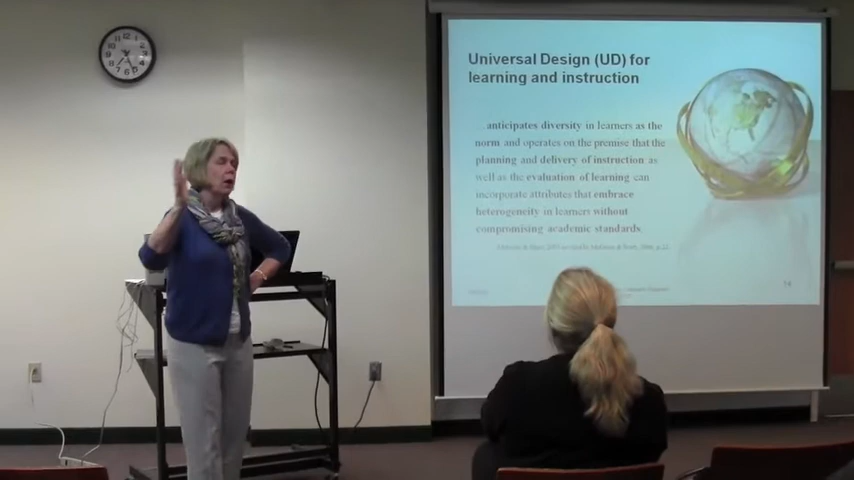 Universal Design (UD) for
learning and instruction
…anticipates diversity in learners as the
norm and operates on the premise that the
planning and delivery of instruction as
well as the evaluation of learning can
incorporate attributes that embrace
heterogeneity in learners without
compromising academic standards.
14